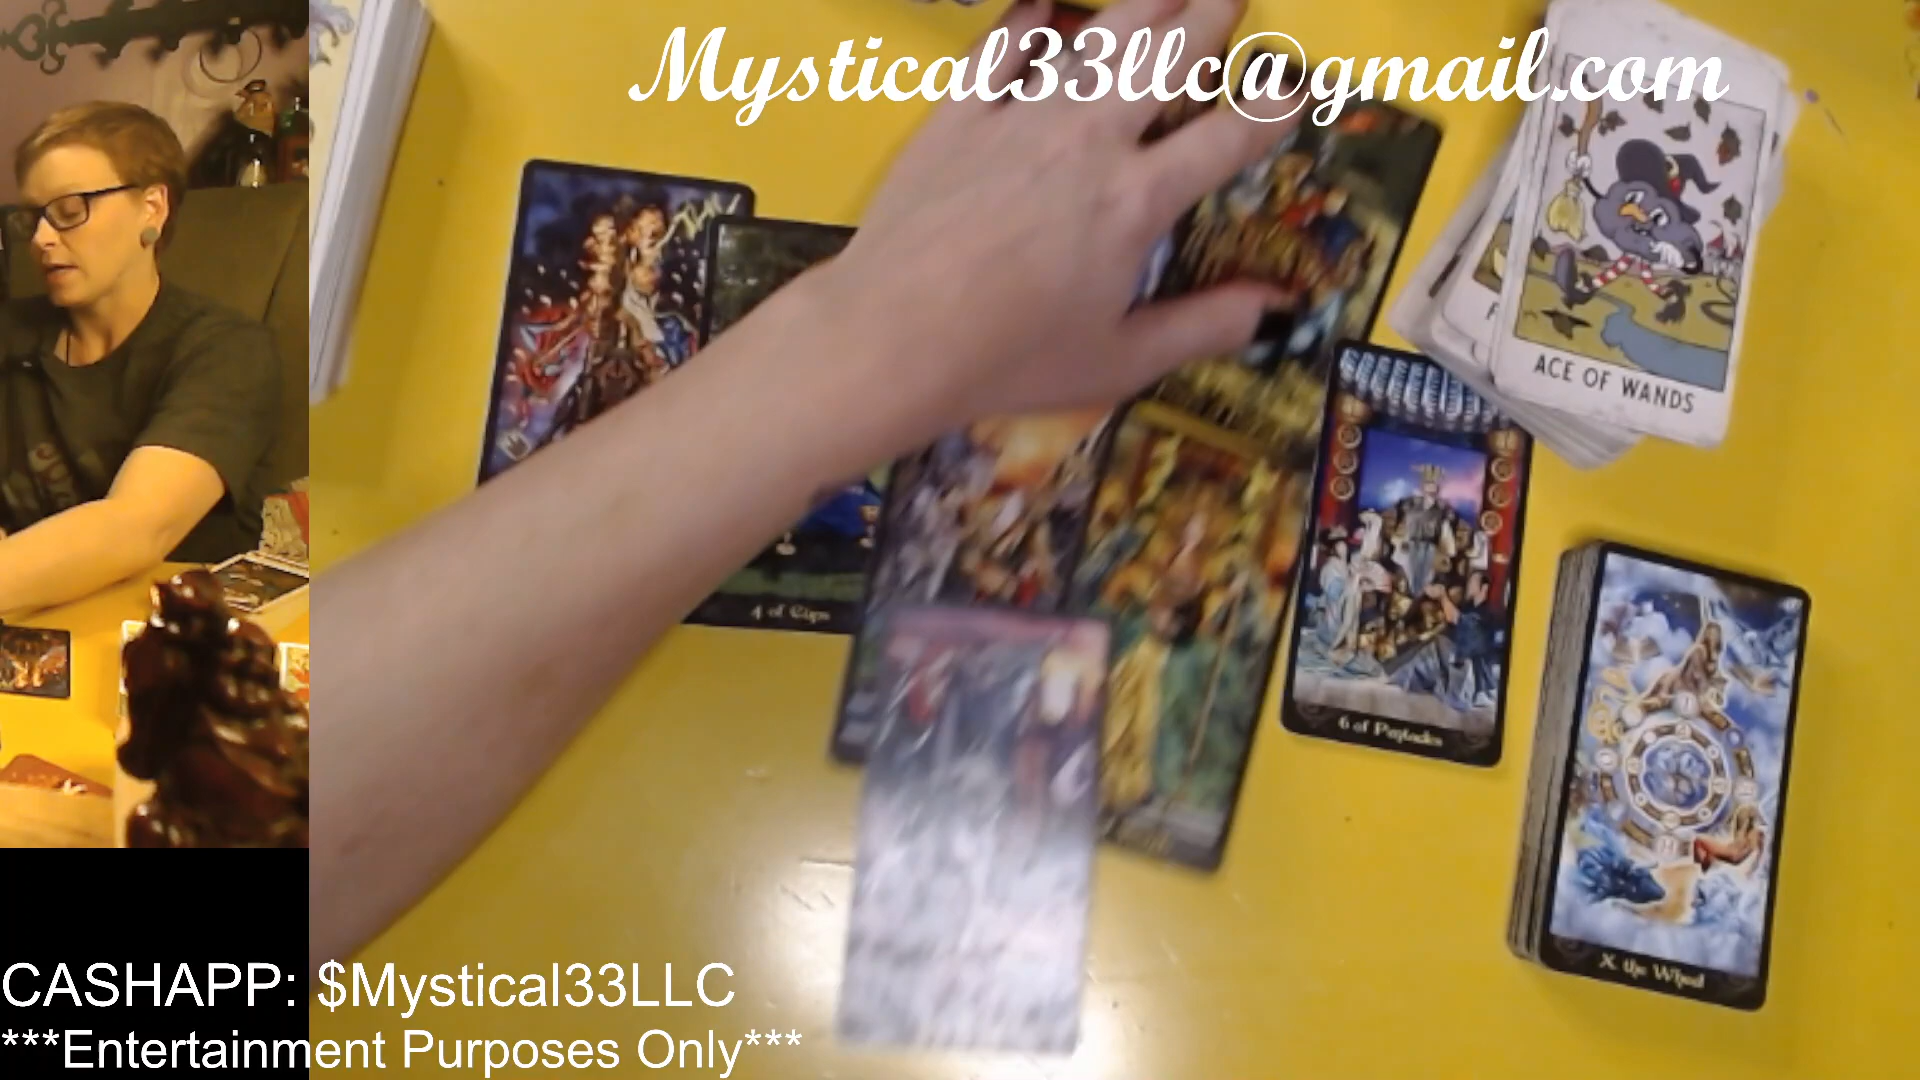 Mystical33llc@gmail.com
ACE OF WANDS
4 of Cups
6 of Pentacles
X. the Wheel
CASHAPP: $Mystical33LLC
***Entertainment Purposes Only***